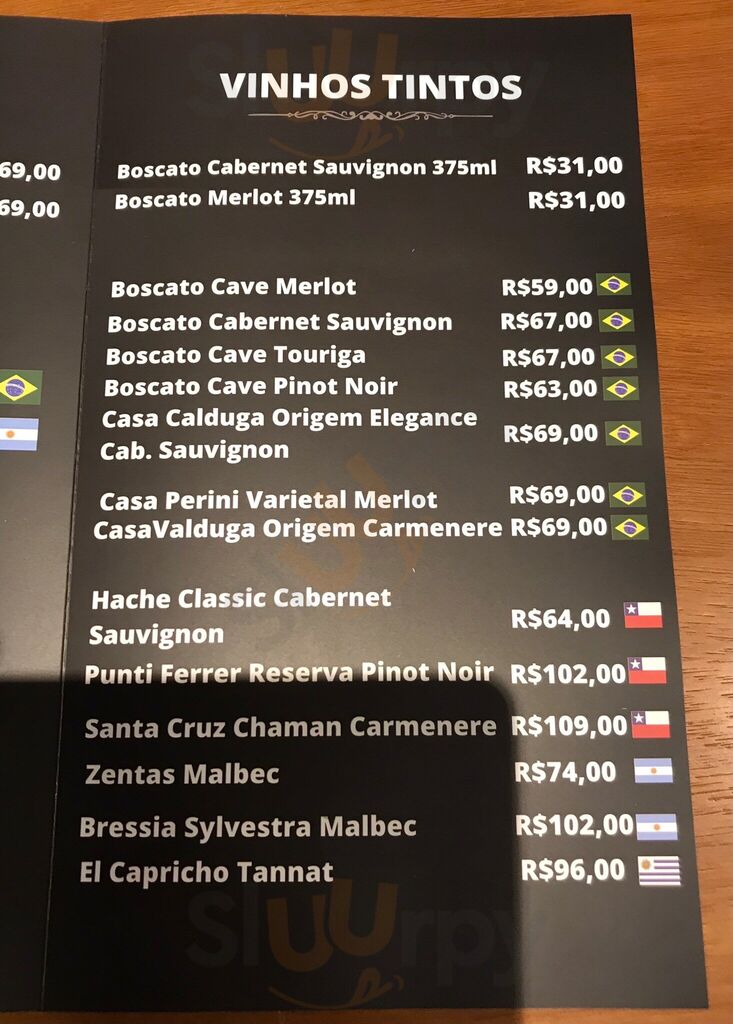 VINHOS TINTOS
69,00
69,00
Boscato Cabernet Sauvignon 375ml R$31,00
Boscato Merlot 375ml R$31,00
Boscato Cave Merlot R$59,00
Boscato Cabernet Sauvignon R$67,00
Boscato Cave Touriga R$67,00
Boscato Cave Pinot Noir R$63,00
Casa Calduga Origem Elegance
Cab. Sauvignon R$69,00
Casa Perini Varietal Merlot R$69,00
CasaValduga Origem Carmenere R$69,00
Hache Classic Cabernet
Sauvignon R$64,00
Punti Ferrer Reserva Pinot Noir R$102,00
Santa Cruz Chaman Carmenere R$109,00
Zentas Malbec R$74,00
Bressia Sylvestra Malbec R$102,00
El Capricho Tannat R$96,00
Sluurpy
Sluurpy
Sluurpy